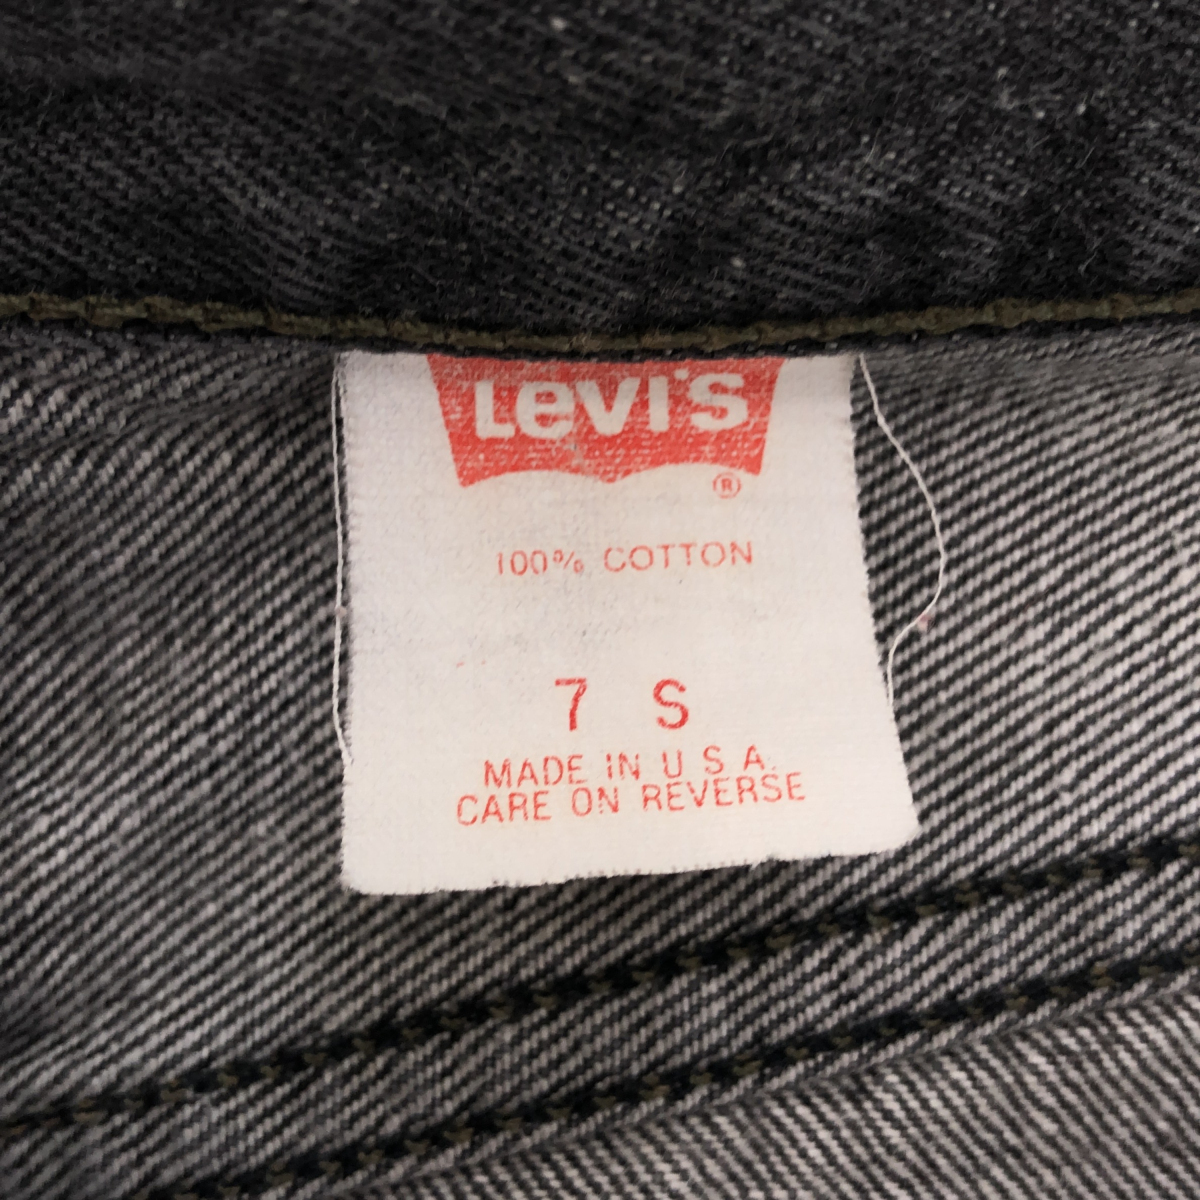 Levi's
®
100% COTTON
7 S
MADE IN U S A.
CARE ON REVERSE